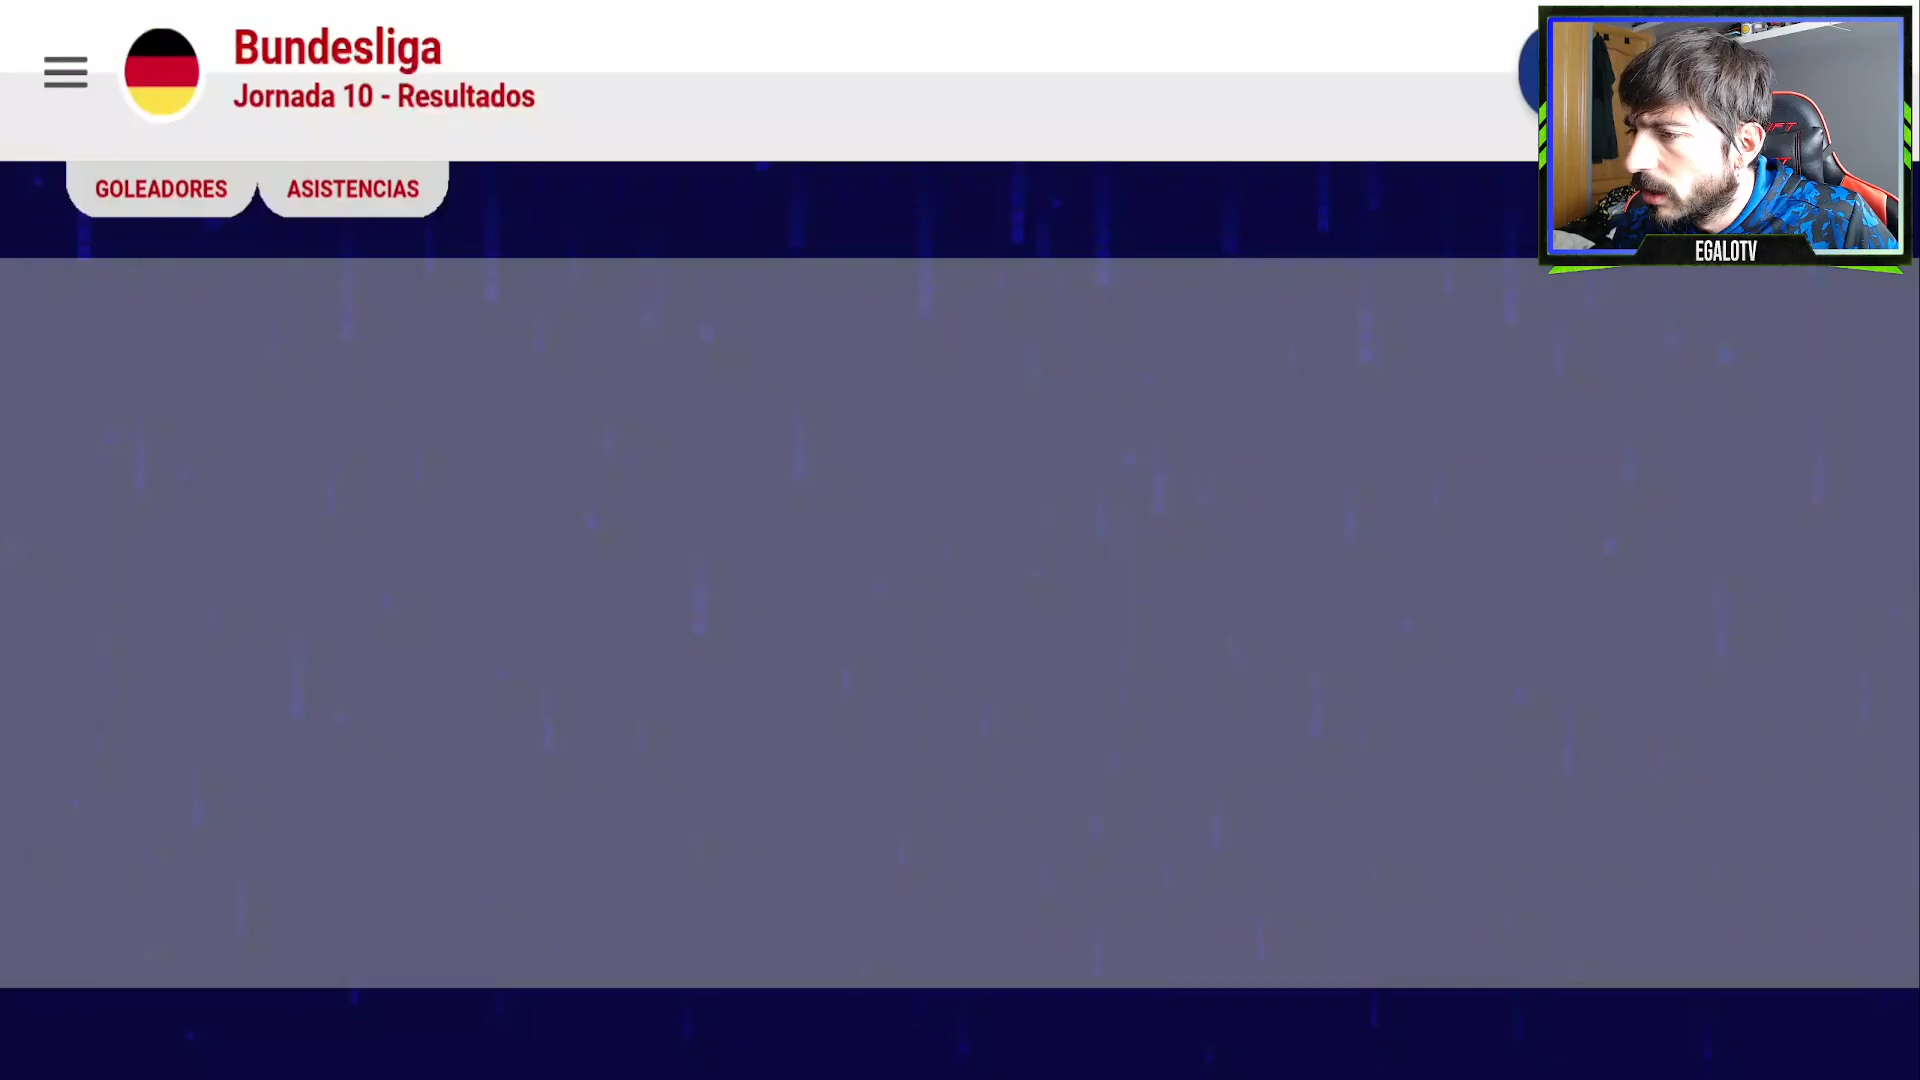 Bundesliga
Jornada 10 - Resultados
GOLEADORES
ASISTENCIAS
EGALOTV